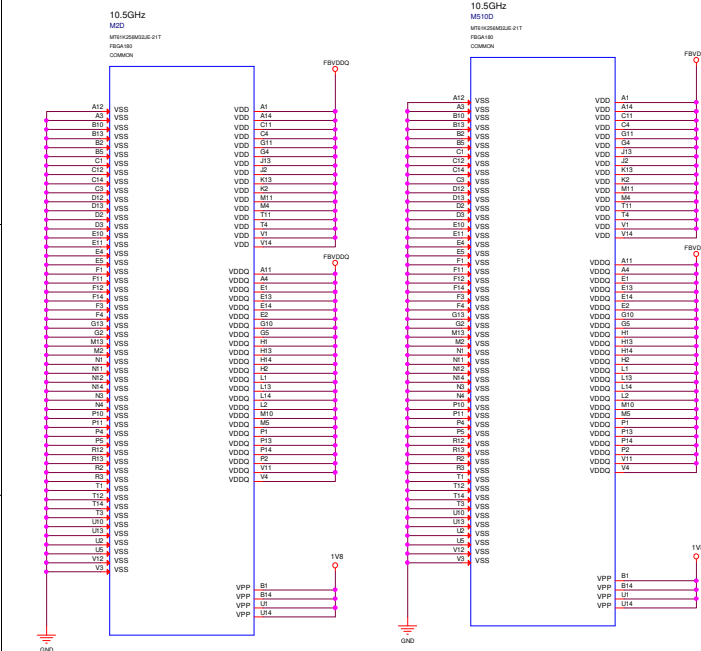 10.5GHz
M2D
MT61K256M32JE-21T
FBGA180
COMMON
FBVDDQ
A12 VSS
A3 VSS
B10 VSS
B13 VSS
B2 VSS
B5 VSS
C1 VSS
C12 VSS
C14 VSS
C3 VSS
D12 VSS
D13 VSS
D2 VSS
D3 VSS
E10 VSS
E11 VSS
E4 VSS
E5 VSS
F1 VSS
F11 VSS
F12 VSS
F14 VSS
F3 VSS
F4 VSS
G13 VSS
G2 VSS
M13 VSS
M2 VSS
N1 VSS
N11 VSS
N12 VSS
N14 VSS
N3 VSS
N4 VSS
P10 VSS
P11 VSS
P4 VSS
P5 VSS
R12 VSS
R13 VSS
R2 VSS
R3 VSS
T1 VSS
T12 VSS
T14 VSS
T3 VSS
U10 VSS
U13 VSS
U2 VSS
U5 VSS
V12 VSS
V3 VSS
GND
VDD A1
VDD A14
VDD C11
VDD C4
VDD G11
VDD G4
VDD J13
VDD J2
VDD K13
VDD K2
VDD M11
VDD M4
VDD T11
VDD T4
VDD V1
VDD V14
FBVDDQ
VDDQ A11
VDDQ A4
VDDQ E1
VDDQ E13
VDDQ E14
VDDQ E2
VDDQ G10
VDDQ G5
VDDQ H1
VDDQ H13
VDDQ H14
VDDQ H2
VDDQ L1
VDDQ L13
VDDQ L14
VDDQ L2
VDDQ M10
VDDQ M5
VDDQ P1
VDDQ P13
VDDQ P14
VDDQ P2
VDDQ V11
VDDQ V4
1V8
VPP B1
VPP B14
VPP U1
VPP U14
10.5GHz
M510D
MT61K256M32JE-21T
FBGA180
COMMON
FBVD
A12 VSS
A3 VSS
B10 VSS
B13 VSS
B2 VSS
B5 VSS
C1 VSS
C12 VSS
C14 VSS
C3 VSS
D12 VSS
D13 VSS
D2 VSS
D3 VSS
E10 VSS
E11 VSS
E4 VSS
E5 VSS
F1 VSS
F11 VSS
F12 VSS
F14 VSS
F3 VSS
F4 VSS
G13 VSS
G2 VSS
M13 VSS
M2 VSS
N1 VSS
N11 VSS
N12 VSS
N14 VSS
N3 VSS
N4 VSS
P10 VSS
P11 VSS
P4 VSS
P5 VSS
R12 VSS
R13 VSS
R2 VSS
R3 VSS
T1 VSS
T12 VSS
T14 VSS
T3 VSS
U10 VSS
U13 VSS
U2 VSS
U5 VSS
V12 VSS
V3 VSS
GND
VDD A1
VDD A14
VDD C11
VDD C4
VDD G11
VDD G4
VDD J13
VDD J2
VDD K13
VDD K2
VDD M11
VDD M4
VDD T11
VDD T4
VDD V1
VDD V14
FBVD
VDDQ A11
VDDQ A4
VDDQ E1
VDDQ E13
VDDQ E14
VDDQ E2
VDDQ G10
VDDQ G5
VDDQ H1
VDDQ H13
VDDQ H14
VDDQ H2
VDDQ L1
VDDQ L13
VDDQ L14
VDDQ L2
VDDQ M10
VDDQ M5
VDDQ P1
VDDQ P13
VDDQ P14
VDDQ P2
VDDQ V11
VDDQ V4
VPP B1
VPP B14
VPP U1
VPP U14